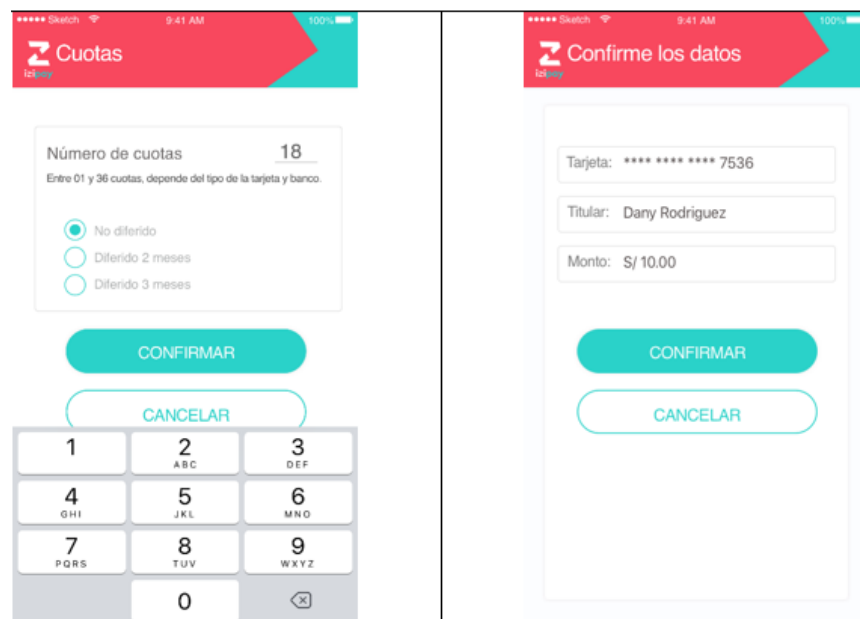 Sketch 9:41 AM 100%
Cuotas
izipay
Número de cuotas 18
Entre 01 y 36 cuotas, depende del tipo de la tarjeta y banco.
No diferido
Diferido 2 meses
Diferido 3 meses
CONFIRMAR
CANCELAR
1 2 3
ABC DEF
4 5 6
GHI JKL MNO
7 8 9
PQRS TUV WXYZ
0
Sketch 9:41 AM 100%
Confirme los datos
izipay
Tarjeta: **** **** **** 7536
Titular: Dany Rodriguez
Monto: S/ 10.00
CONFIRMAR
CANCELAR